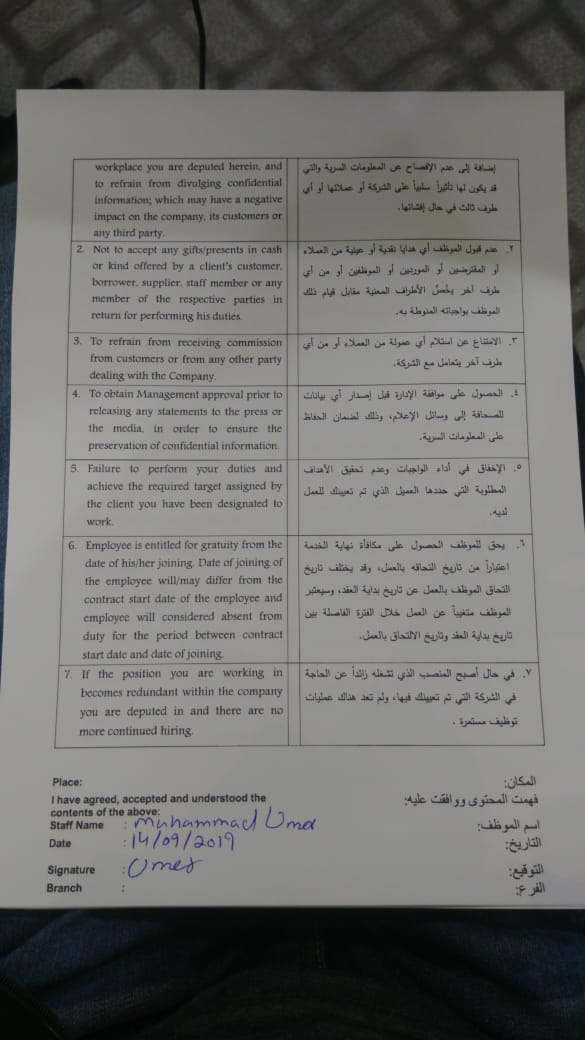 workplace you are deputed herein, and
to refrain from divulging confidential
information; which may have a negative
impact on the company, its customers or
any third party.
إضافة إلى عدم الإفصاح عن المعلومات السرية والتي
قد يكون لها تأثيراً سلبياً على الشركة أو عملائها أو أي
طرف ثالث في حال إفشائها.
2. Not to accept any gifts/presents in cash
or kind offered by a client's customer,
borrower, supplier, staff member or any
member of the respective parties in
return for performing his duties.
٢. عدم قبول الموظف أي هدايا نقدية أو عينية من العملاء
أو المقترضين أو الموردين أو الموظفين أو من أي
طرف آخر يخُصُ الأطراف المعنية مقابل قيام ذلك
الموظف بواجباته المنوطة به.
3. To refrain from receiving commission
from customers or from any other party
dealing with the Company.
٣. الامتناع عن استلام أي عمولة من العملاء أو من أي
طرف آخر يتعامل مع الشركة.
4. To obtain Management approval prior to
releasing any statements to the press or
the media, in order to ensure the
preservation of confidential information.
٤. الحصول على موافقة الإدارة قبل إصدار أي بيانات
للصحافة إلى وسائل الإعلام، وذلك لضمان الحفاظ
على المعلومات السرية.
5. Failure to perform your duties and
achieve the required target assigned by
the client you have been designated to
work.
٥. الإخفاق في أداء الواجبات وعدم تحقيق الأهداف
المطلوبة التي حددها العميل الذي تم تعيينك للعمل
لديه.
6. Employee is entitled for gratuity from the
date of his/her joining. Date of joining of
the employee will/may differ from the
contract start date of the employee and
employee will considered absent from
duty for the period between contract
start date and date of joining.
٦. يحق للموظف الحصول على مكافأة نهاية الخدمة
اعتباراً من تاريخ التحاقه بالعمل، وقد يختلف تاريخ
التحاق الموظف بالعمل عن تاريخ بداية العقد، وسيعتبر
الموظف متغيباً عن العمل خلال الفترة الفاصلة بين
تاريخ بداية العقد وتاريخ الالتحاق بالعمل.
7. If the position you are working in
becomes redundant within the company
you are deputed in and there are no
more continued hiring.
٧. في حال أصبح المنصب الذي تشغله زائداً عن الحاجة
في الشركة التي تم تعيينك فيها، ولم تعد هناك عمليات
توظيف مستمرة .
Place:
المكان:
I have agreed, accepted and understood the
contents of the above:
فهمت المحتوى ووافقت عليه:
Staff Name : Muhammad Umer
اسم الموظف:
Date : 14/09/2019
التاريخ:
Signature : Umer
التوقيع:
Branch :
الفرع: